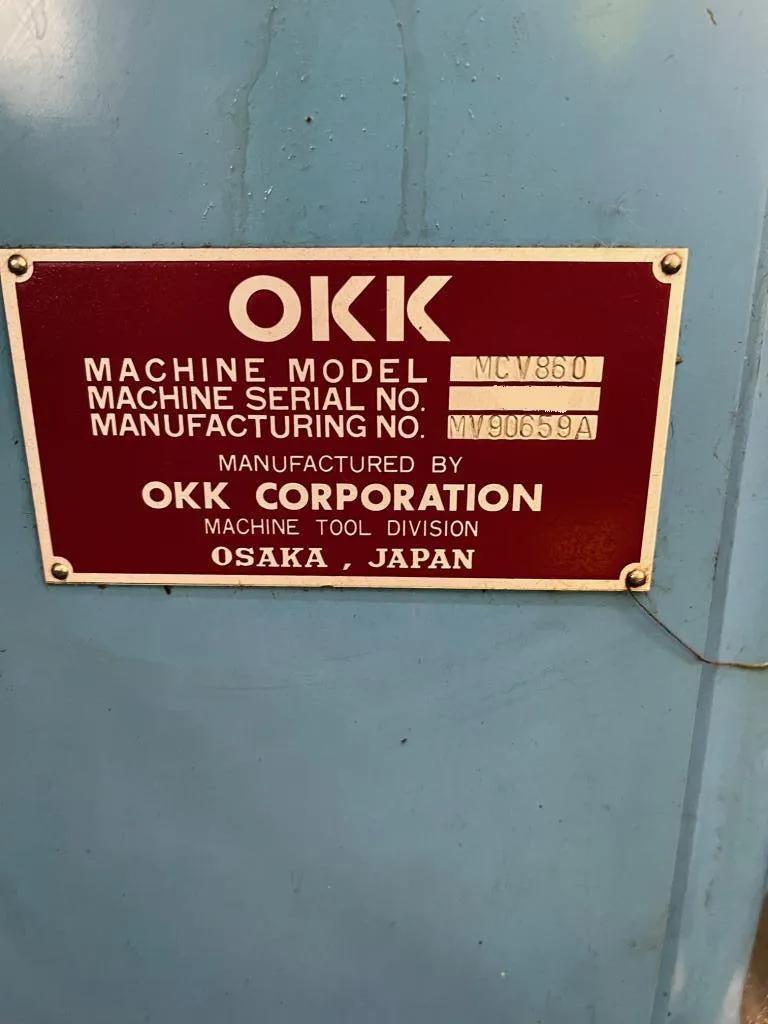 OKK
MACHINE MODEL MCV860
MACHINE SERIAL NO.
MANUFACTURING NO. MV90659A
MANUFACTURED BY
OKK CORPORATION
MACHINE TOOL DIVISION
OSAKA , JAPAN